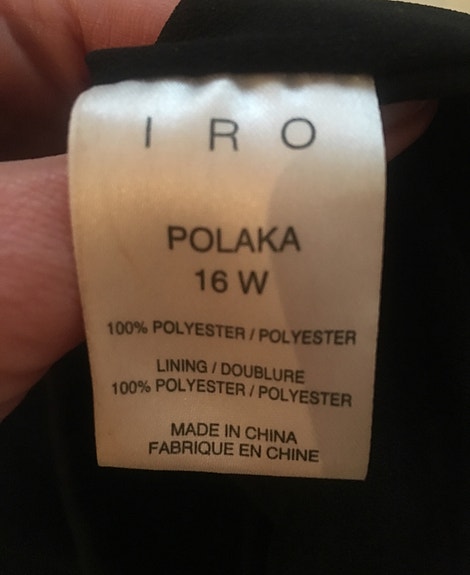 I R O
POLAKA
16 W
100% POLYESTER / POLYESTER
LINING / DOUBLURE
100% POLYESTER / POLYESTER
MADE IN CHINA
FABRIQUE EN CHINE